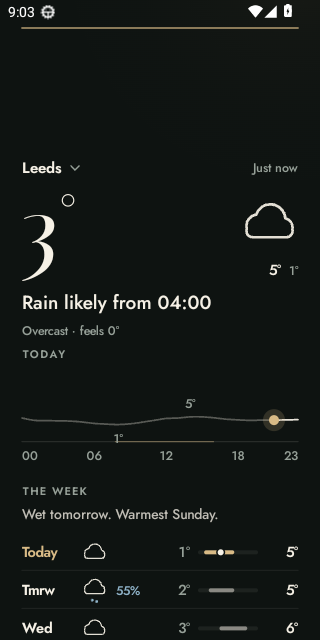 9:03
Leeds
Just now
3°
5° 1°
Rain likely from 04:00
Overcast · feels 0°
TODAY
5°
1°
00 06 12 18 23
THE WEEK
Wet tomorrow. Warmest Sunday.
Today 1° 5°
Tmrw 55% 2° 5°
Wed 3° 6°